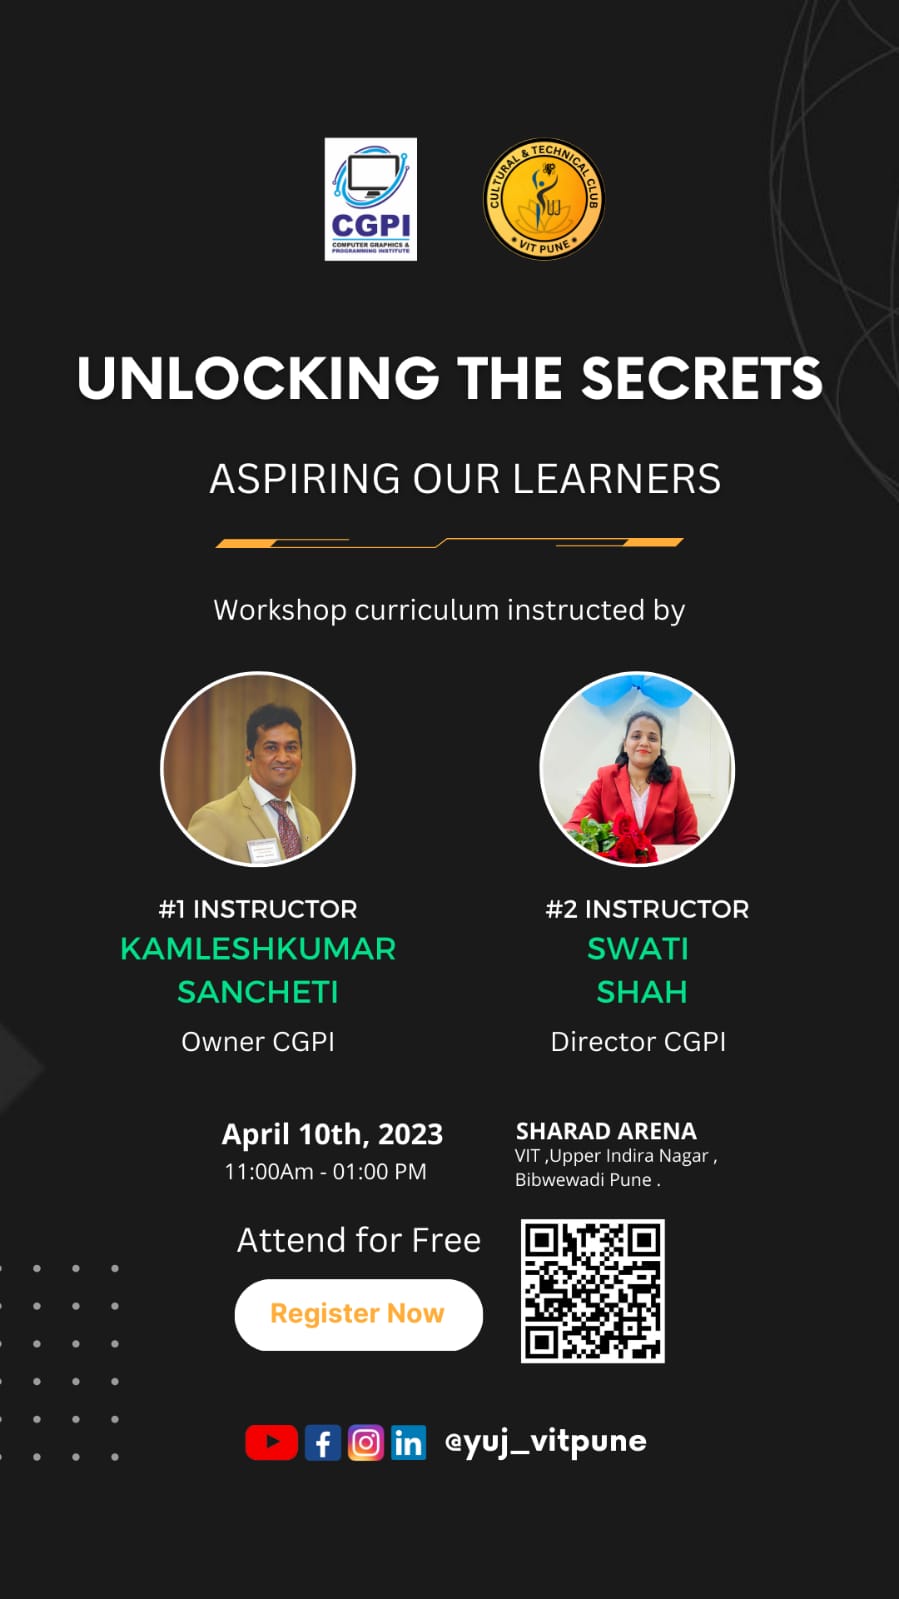 CGPI
COMPUTER GRAPHICS &
PROGRAMMING INSTITUTE
CULTURAL & TECHNICAL CLUB
YUJ
• VIT PUNE •
UNLOCKING THE SECRETS
ASPIRING OUR LEARNERS
Workshop curriculum instructed by
#1 INSTRUCTOR
KAMLESHKUMAR
SANCHETI
Owner CGPI
#2 INSTRUCTOR
SWATI
SHAH
Director CGPI
April 10th, 2023
11:00Am - 01:00 PM
SHARAD ARENA
VIT ,Upper Indira Nagar ,
Bibwewadi Pune .
Attend for Free
Register Now
@yuj_vitpune